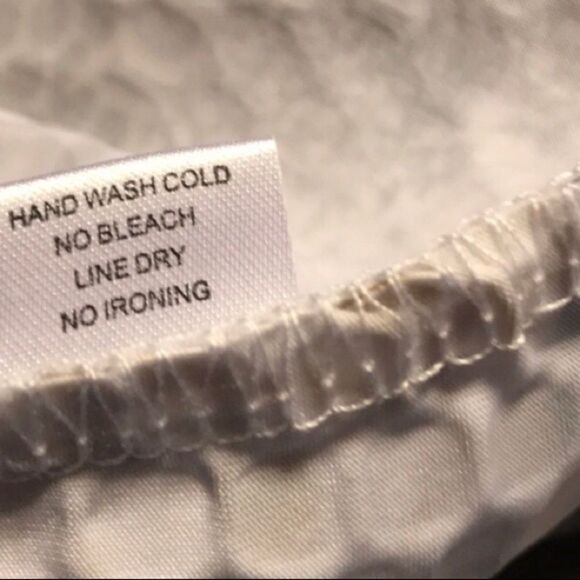 HAND WASH COLD
NO BLEACH
LINE DRY
NO IRONING